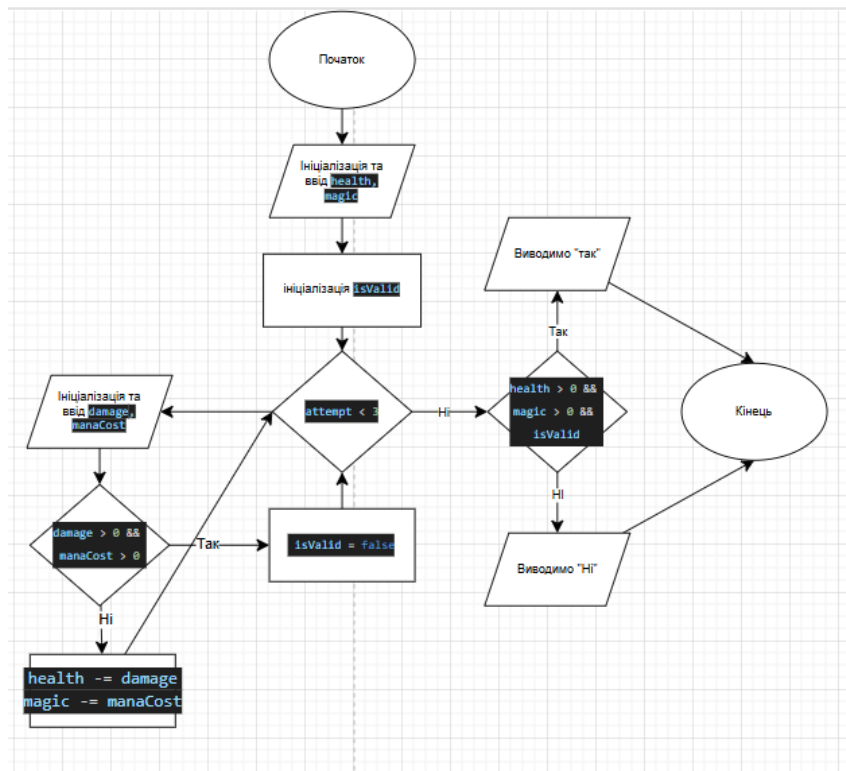 Початок
Ініціалізація та
ввід health,
magic
ініціалізація isValid
attempt < 3
Ні
health > 0 &&
magic > 0 &&
isValid
Так
Виводимо "так"
НІ
Виводимо "Ні"
Кінець
Ініціалізація та
ввід damage,
manaCost
damage > 0 &&
manaCost > 0
Так
isValid = false
Ні
health -= damage
magic -= manaCost